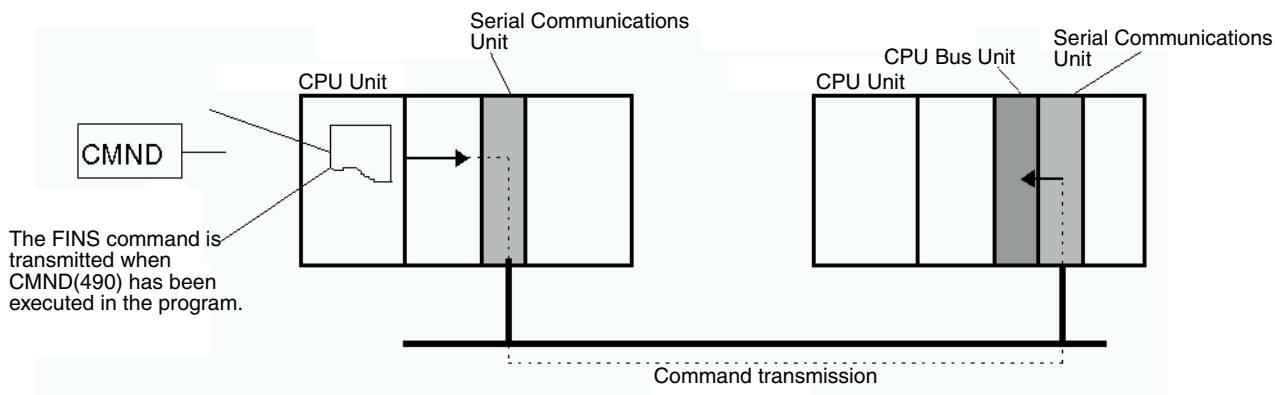 Serial Communications
Unit
Serial Communications
Unit
CPU Bus Unit
CPU Unit
CPU Unit
CMND
The FINS command is
transmitted when
CMND(490) has been
executed in the program.
Command transmission